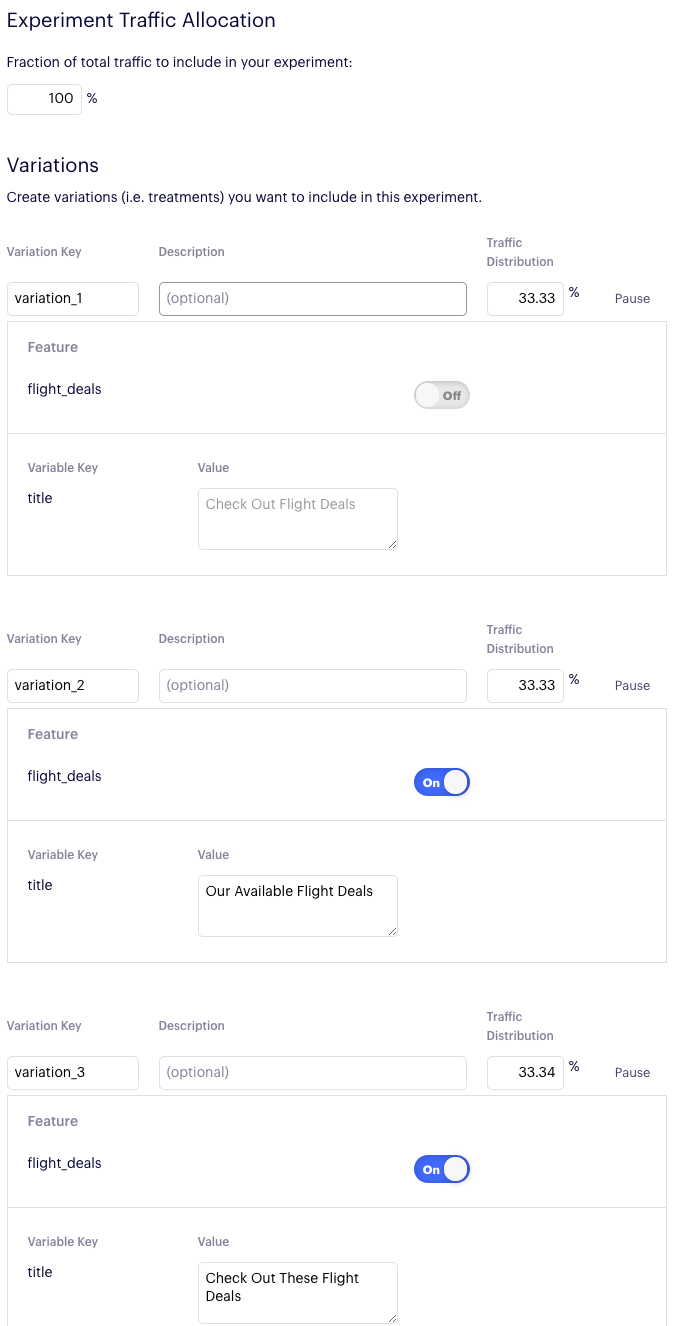 Experiment Traffic Allocation
Fraction of total traffic to include in your experiment:
100 %
Variations
Create variations (i.e. treatments) you want to include in this experiment.
Variation Key Description Traffic
Distribution
variation_1 (optional) 33.33 % Pause
Feature
flight_deals Off
Variable Key Value
title Check Out Flight Deals
Variation Key Description Traffic
Distribution
variation_2 (optional) 33.33 % Pause
Feature
flight_deals On
Variable Key Value
title Our Available Flight Deals
Variation Key Description Traffic
Distribution
variation_3 (optional) 33.34 % Pause
Feature
flight_deals On
Variable Key Value
title Check Out These Flight
Deals